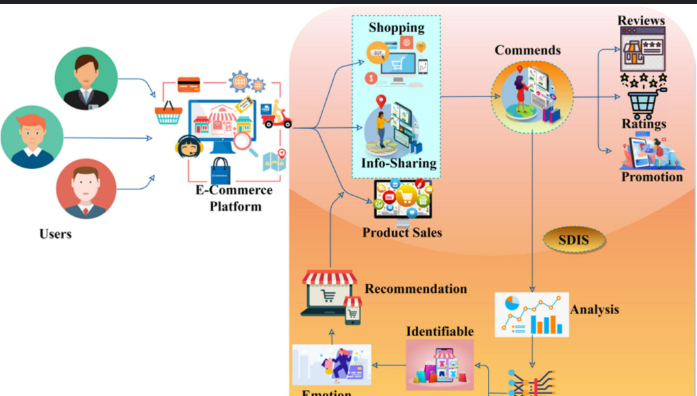 Reviews
Shopping
Commends
Ratings
Info-Sharing
Promotion
E-Commerce
Platform
Users
Product Sales
SDIS
Recommendation
Analysis
Identifiable
Emotion